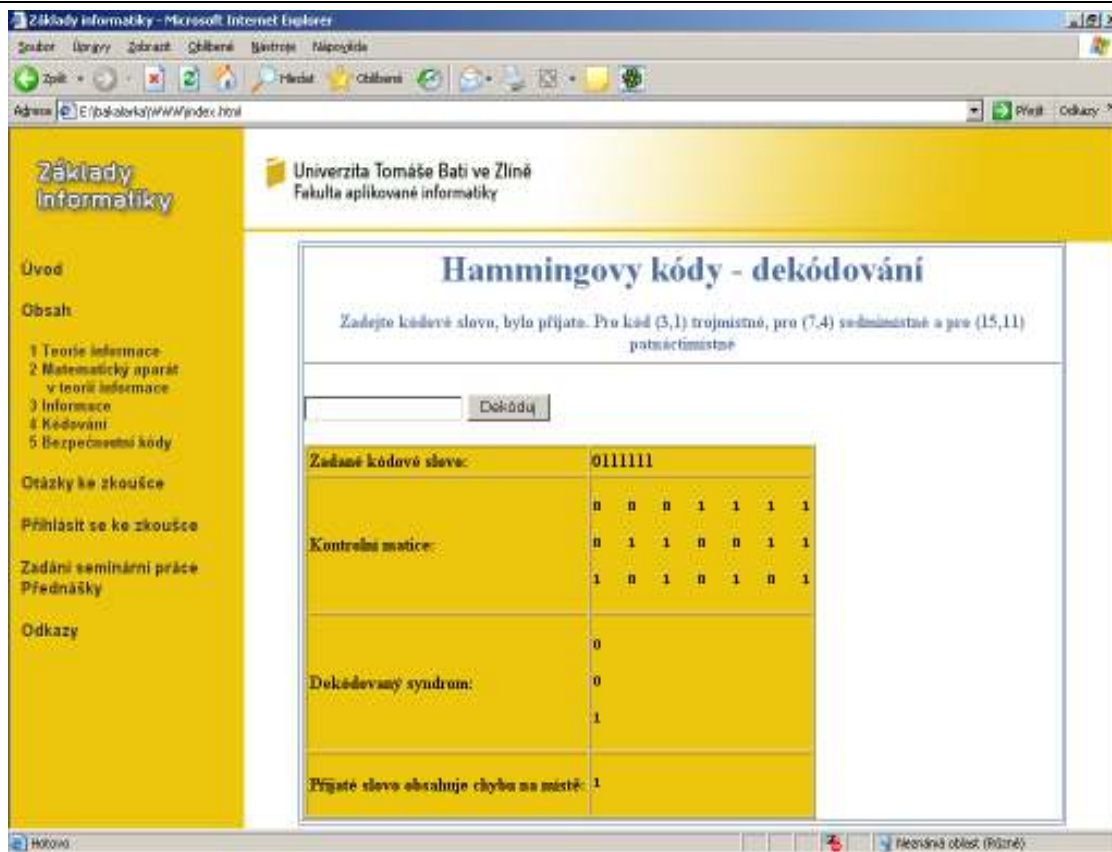 Základy informatiky - Microsoft Internet Explorer
Soubor Úpravy Zobrazit Oblíbené Nástroje Nápověda
Zpět Hledat Oblíbené
Adresa E:\bakalarka\WWW\index.html Přejít Odkazy »
Základy
informatiky
Univerzita Tomáše Bati ve Zlíně
Fakulta aplikované informatiky
Úvod
Obsah
1 Teorie informace
2 Matematický aparát
v teorii informace
3 Informace
4 Kódování
5 Bezpečnostní kódy
Otázky ke zkoušce
Přihlásit se ke zkoušce
Zadání seminární práce
Přednášky
Odkazy
Hammingovy kódy - dekódování
Zadejte kódové slovo, bylo přijato. Pro kód (3,1) trojmístné, pro (7,4) sedmimístné a pro (15,11)
patnáctimístné
Dekóduj
Zadané kódové slovo: 0111111
Kontrolní matice:
0 0 0 1 1 1 1
0 1 1 0 0 1 1
1 0 1 0 1 0 1
Dekódovaný syndrom:
0
0
1
Přijaté slovo obsahuje chybu na místě: 1
Hotovo
Neznámá oblast (Různé)